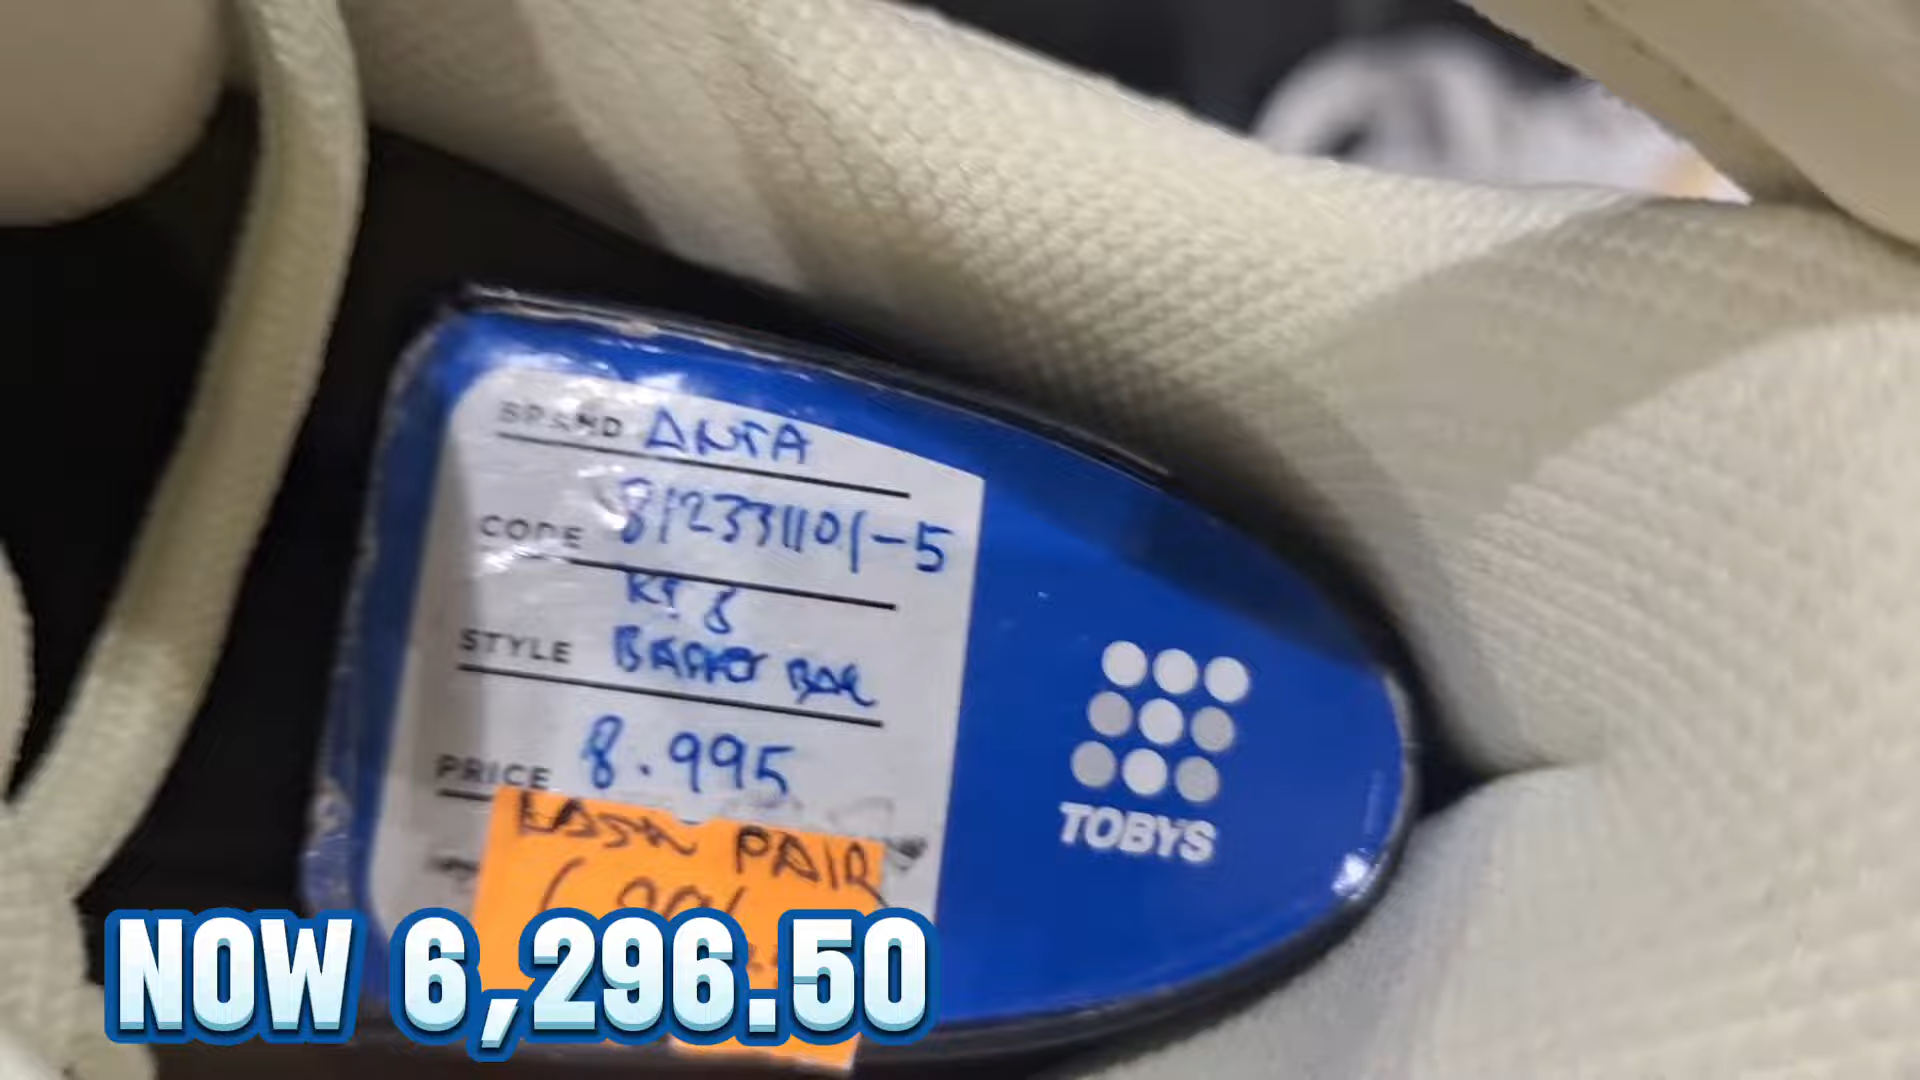 BRAND ANTA
CODE 812331101-5
KT 8
STYLE
PRICE 8.995
PAIR
TOBYS
NOW 6,296.50